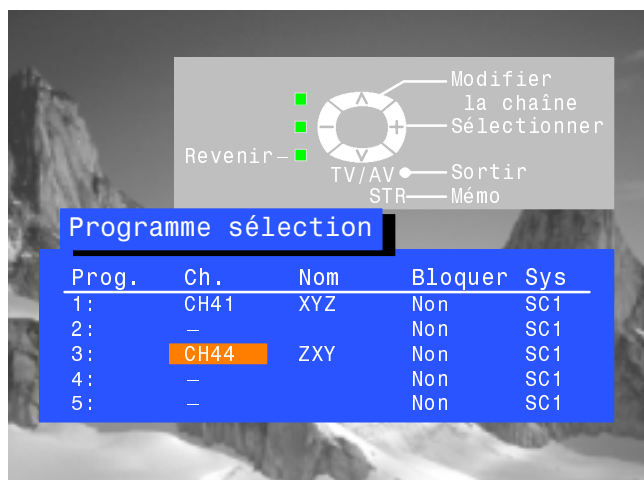 Modifier
la chaîne
Sélectionner
Revenir
TV/AV Sortir
STR Mémo
Programme sélection
Prog. Ch. Nom Bloquer Sys
1: CH41 XYZ Non SC1
2: – Non SC1
3: CH44 ZXY Non SC1
4: – Non SC1
5: – Non SC1